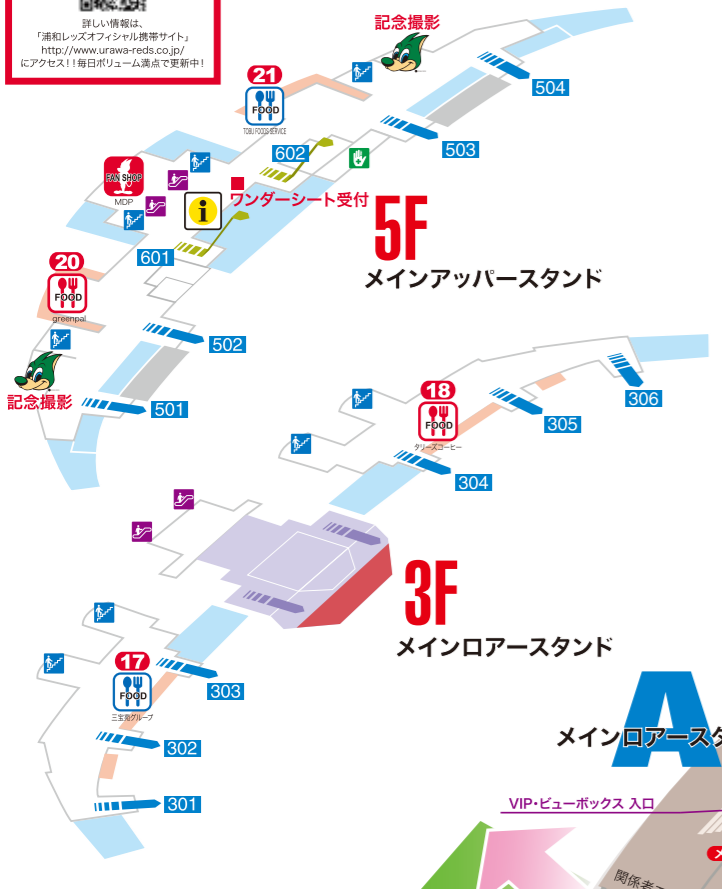 詳しい情報は、
「浦和レッズオフィシャル携帯サイト」
http://www.urawa-reds.co.jp/
にアクセス!!毎日ボリューム満点で更新中!
記念撮影
504
21
FOOD
TOBU FOODS SERVICE
503
602
FAN SHOP
MDP
i
ワンダーシート受付
5F
メインアッパースタンド
601
20
FOOD
greenpal
502
記念撮影
501
306
18
FOOD
タリーズコーヒー
305
304
3F
メインロアースタンド
17
FOOD
三宝苑グループ
303
302
301
A
メインロアースタ
VIP・ビューボックス 入口
メ
関係者